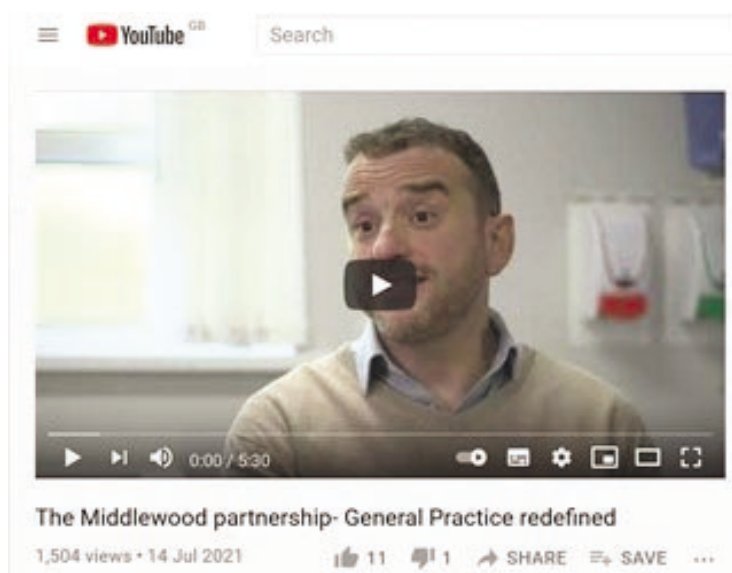 YouTube GB Search
0:00 / 5:30
The Middlewood partnership- General Practice redefined
1,504 views • 14 Jul 2021 11 1 SHARE SAVE ...